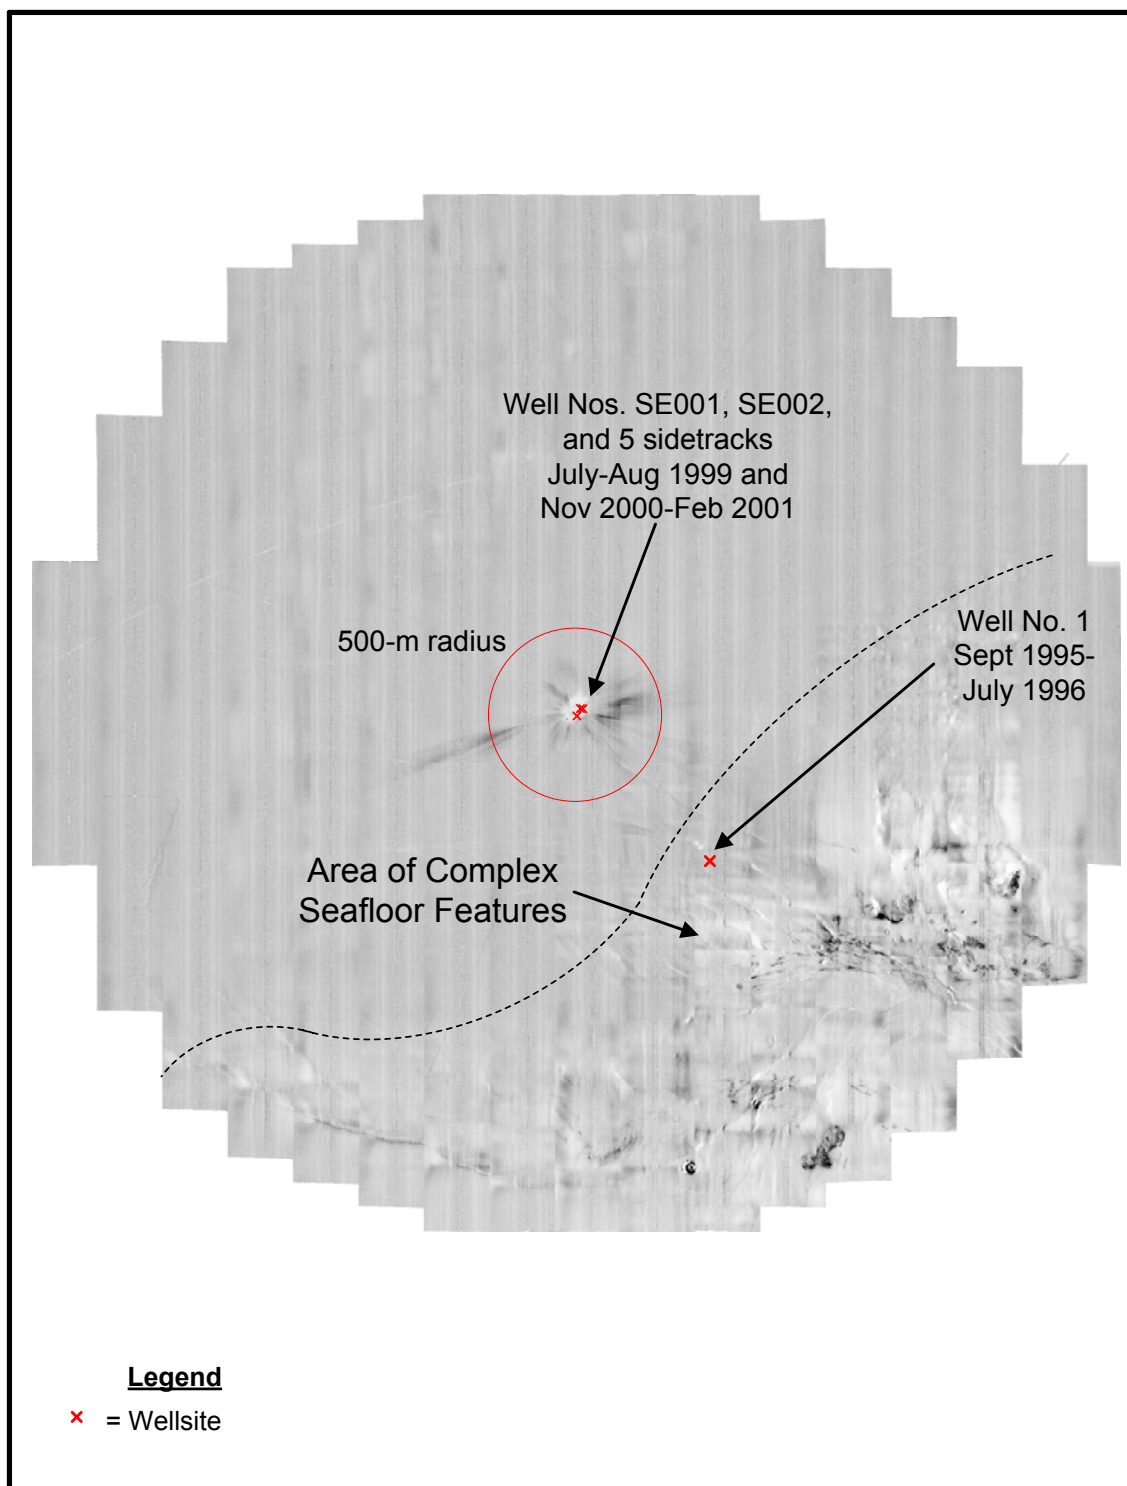 Well Nos. SE001, SE002,
and 5 sidetracks
July-Aug 1999 and
Nov 2000-Feb 2001
500-m radius
Well No. 1
Sept 1995-
July 1996
Area of Complex
Seafloor Features
Legend
= Wellsite